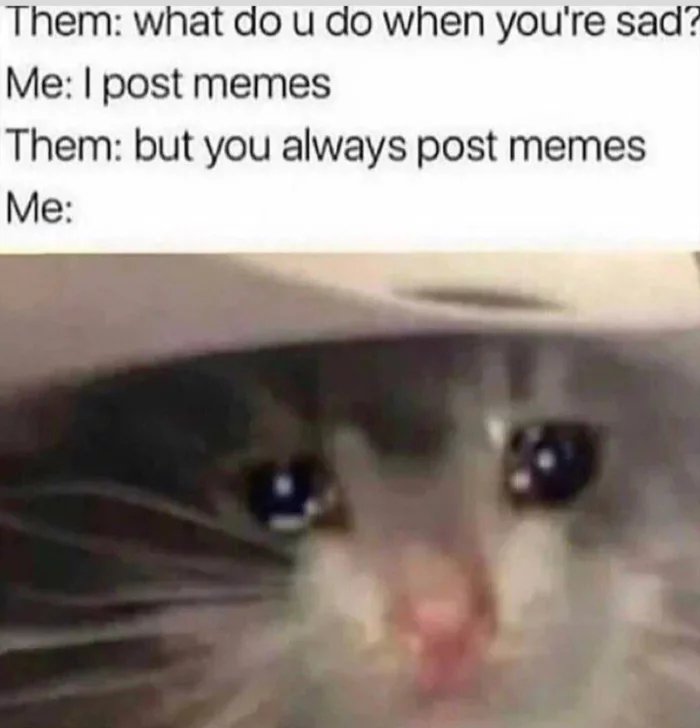 Them: what do u do when you're sad?
Me: I post memes
Them: but you always post memes
Me: